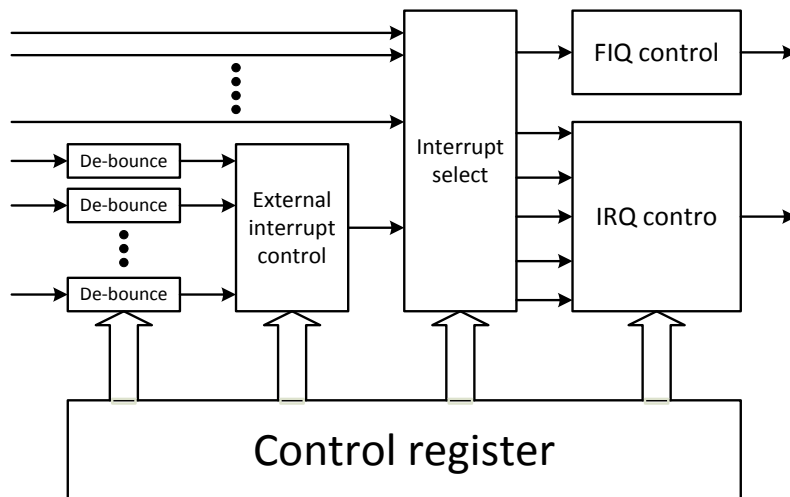 FIQ control
De-bounce
De-bounce
De-bounce
External
interrupt
control
Interrupt
select
IRQ contro
Control register